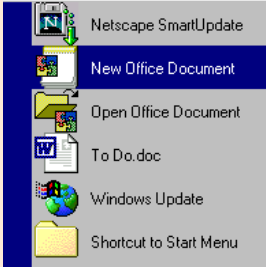 Netscape SmartUpdate
New Office Document
Open Office Document
To Do.doc
Windows Update
Shortcut to Start Menu